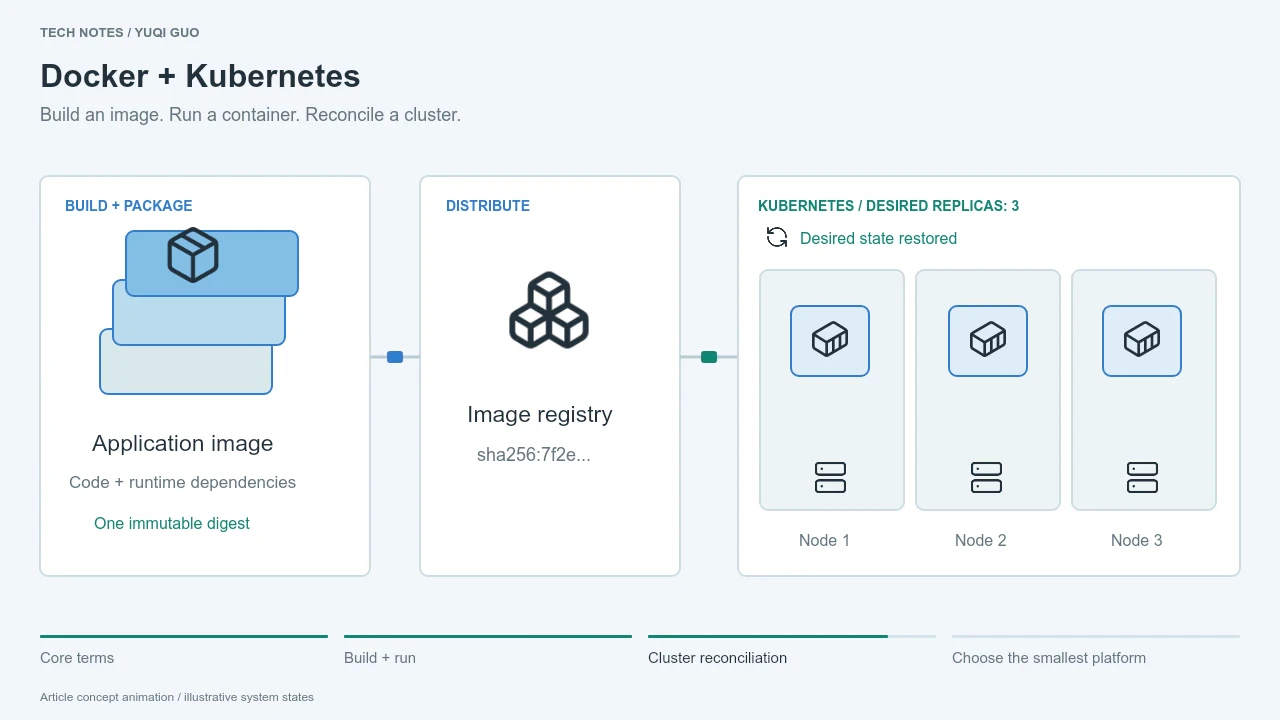 TECH NOTES / YUQI GUO
Docker + Kubernetes
Build an image. Run a container. Reconcile a cluster.
BUILD + PACKAGE
Application image
Code + runtime dependencies
One immutable digest
DISTRIBUTE
Image registry
sha256:7f2e...
KUBERNETES / DESIRED REPLICAS: 3
Desired state restored
Node 1
Node 2
Node 3
Core terms
Build + run
Cluster reconciliation
Choose the smallest platform
Article concept animation / illustrative system states